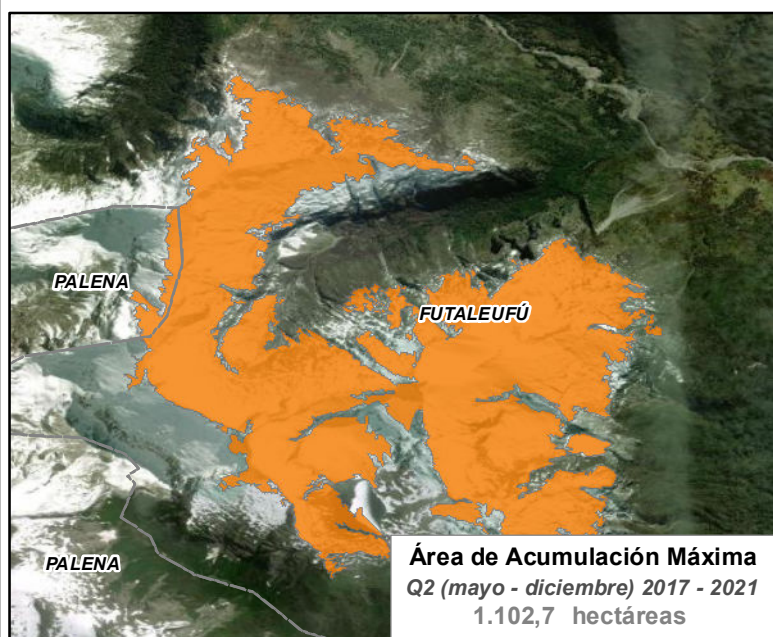 PALENA
FUTALEUFÚ
PALENA
Área de Acumulación Máxima
Q2 (mayo - diciembre) 2017 - 2021
1.102,7 hectáreas